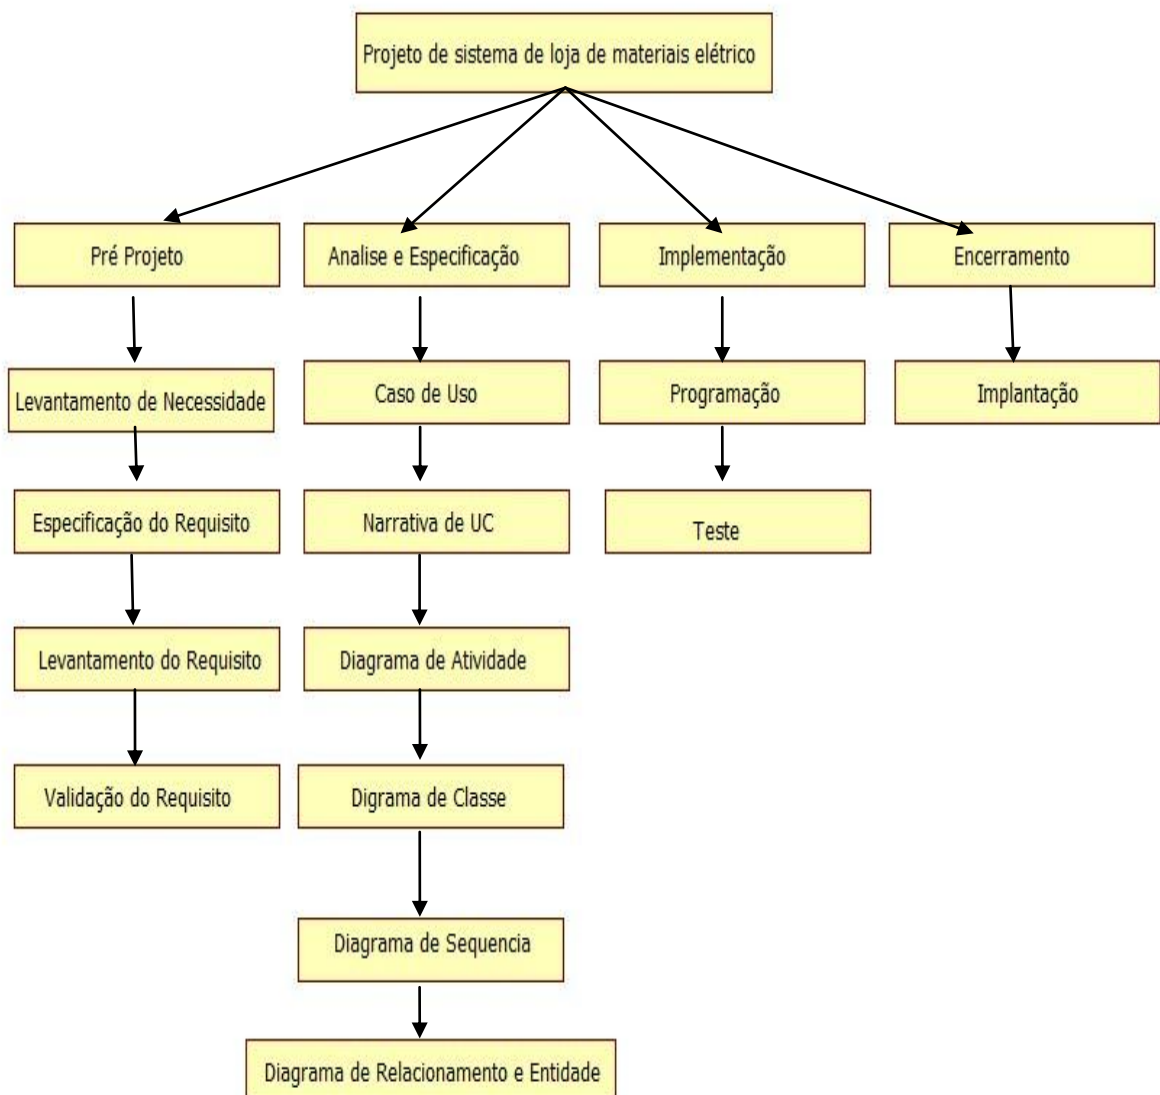 Projeto de sistema de loja de materiais elétrico
Pré Projeto
Analise e Especificação
Implementação
Encerramento
Levantamento de Necessidade
Caso de Uso
Programação
Implantação
Especificação do Requisito
Narrativa de UC
Teste
Levantamento do Requisito
Diagrama de Atividade
Validação do Requisito
Digrama de Classe
Diagrama de Sequencia
Diagrama de Relacionamento e Entidade